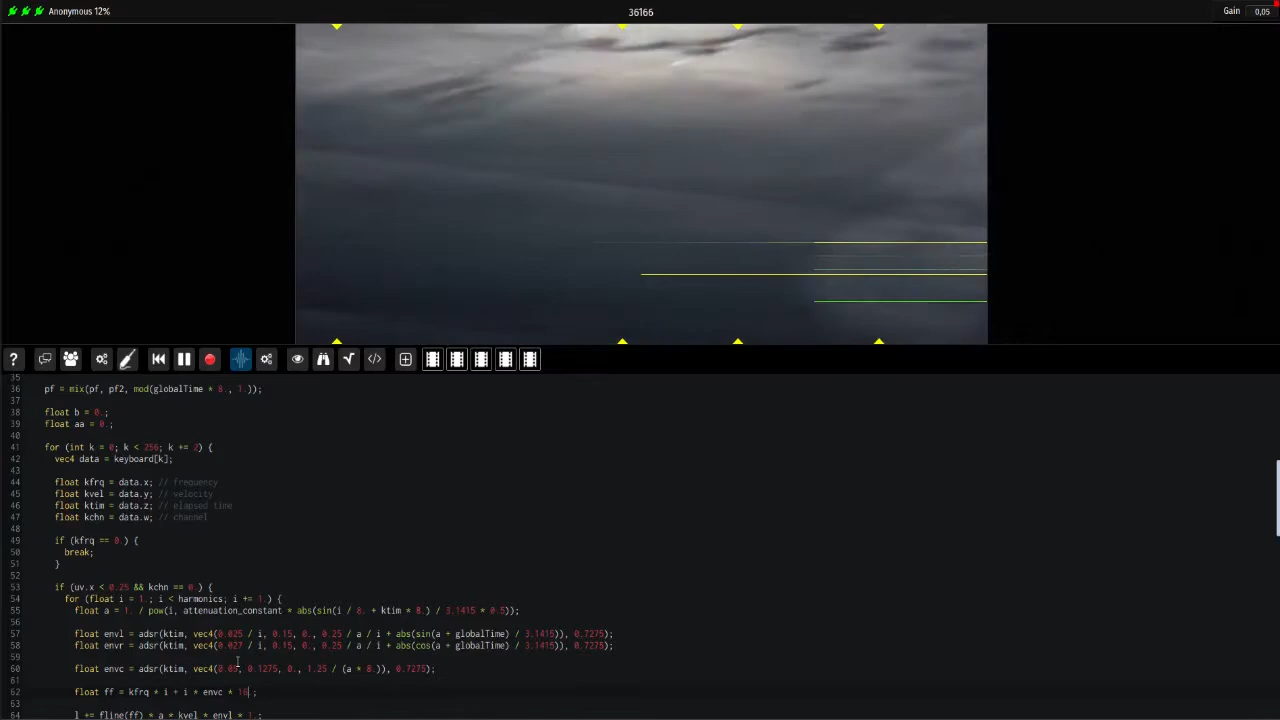 Anonymous 12%
36166
Gain 0,05
?
35
36 pf = mix(pf, pf2, mod(globalTime * 8., 1.));
37
38 float b = 0.;
39 float aa = 0.;
40
41 for (int k = 0; k < 256; k += 2) {
42 vec4 data = keyboard[k];
43
44 float kfrq = data.x; // frequency
45 float kvel = data.y; // velocity
46 float ktim = data.z; // elapsed time
47 float kchn = data.w; // channel
48
49 if (kfrq == 0.) {
50 break;
51 }
52
53 if (uv.x < 0.25 && kchn == 0.) {
54 for (float i = 1.; i < harmonics; i += 1.) {
55 float a = 1. / pow(i, attenuation_constant * abs(sin(i / 8. + ktim * 8.) / 3.1415 * 0.5));
56
57 float envl = adsr(ktim, vec4(0.025 / i, 0.15, 0., 0.25 / a / i + abs(sin(a + globalTime) / 3.1415)), 0.7275);
58 float envr = adsr(ktim, vec4(0.027 / i, 0.15, 0., 0.25 / a / i + abs(cos(a + globalTime) / 3.1415)), 0.7275);
59
60 float envc = adsr(ktim, vec4(0.05, 0.1275, 0., 1.25 / (a * 8.)), 0.7275);
61
62 float ff = kfrq * i + i * envc * 16.;
63
64 l += fline(ff) * a * kvel * envl * 1.;